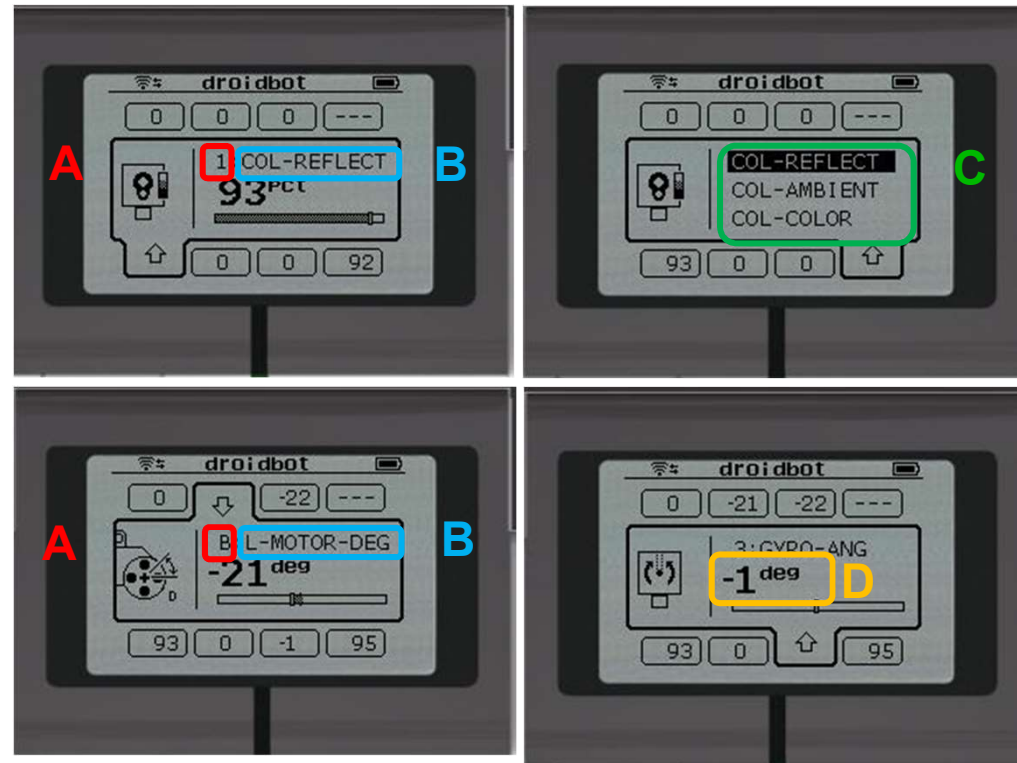 droidbot
0 0 0 ---
A 1:COL-REFLECT B
93 pct
0 0 92
droidbot
0 0 0 ---
COL-REFLECT C
COL-AMBIENT
COL-COLOR
93 0 0
droidbot
0 -22 ---
A B:L-MOTOR-DEG B
-21 deg
D
93 0 -1 95
droidbot
0 -21 -22 ---
3:GYRO-ANG
-1 deg D
93 0 95